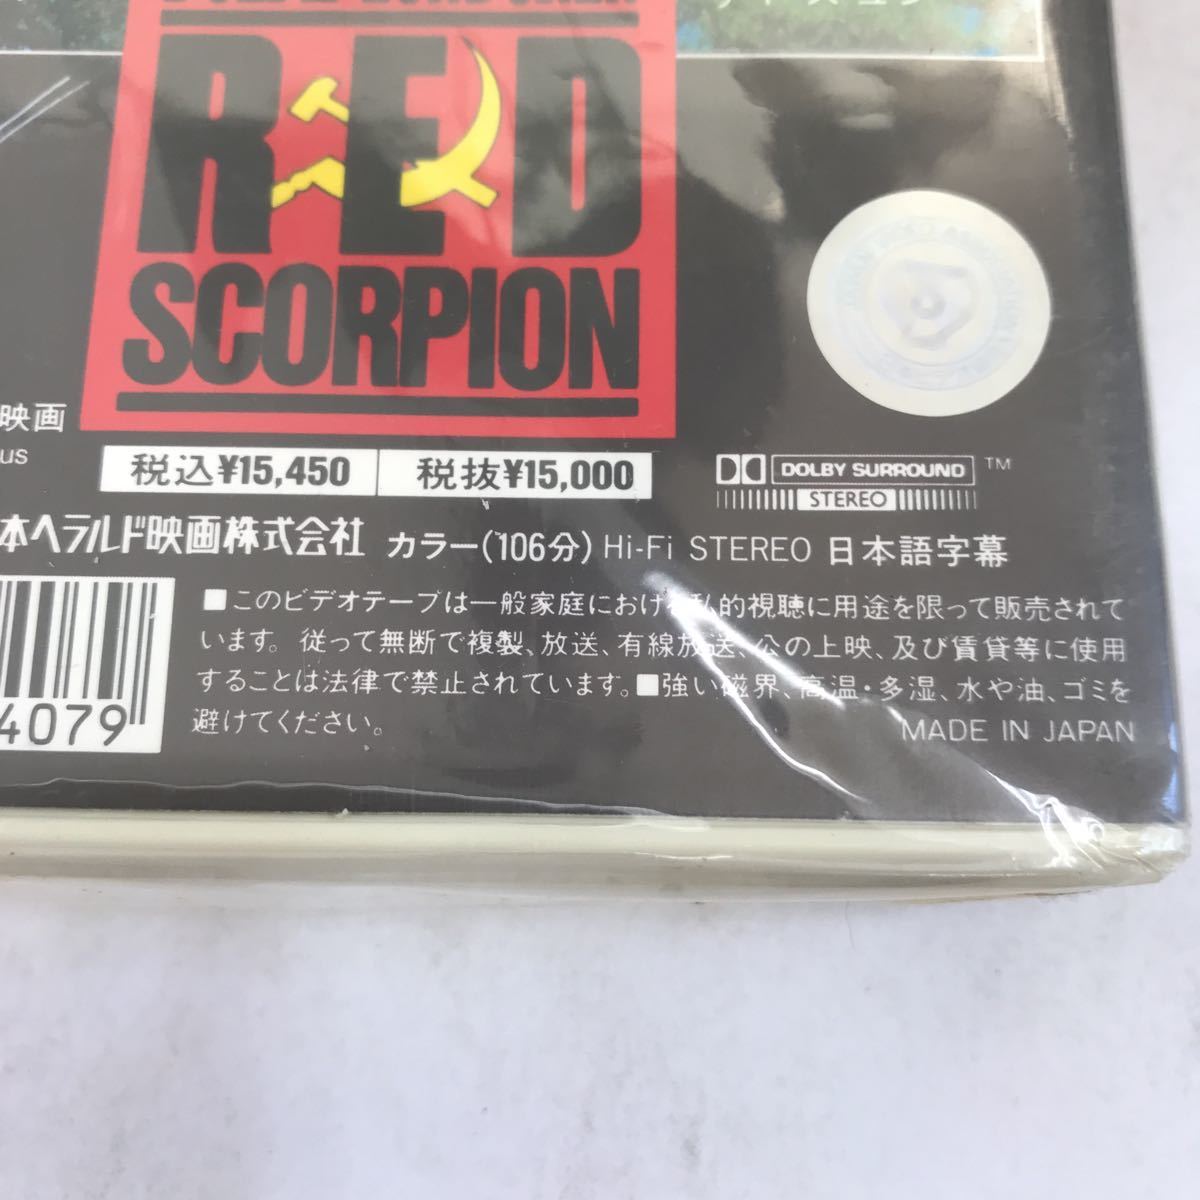 RED
SCORPION
映画
us
税込¥15,450 税抜¥15,000
DOLBY SURROUND TM
STEREO
本ヘラルド映画株式会社 カラー(106分) Hi-Fi STEREO 日本語字幕
■このビデオテープは一般家庭における私的視聴に用途を限って販売されて
います。従って無断で複製、放送、有線放送、公の上映、及び賃貸等に使用
することは法律で禁止されています。■強い磁界、高温・多湿、水や油、ゴミを
避けてください。
MADE IN JAPAN
4079